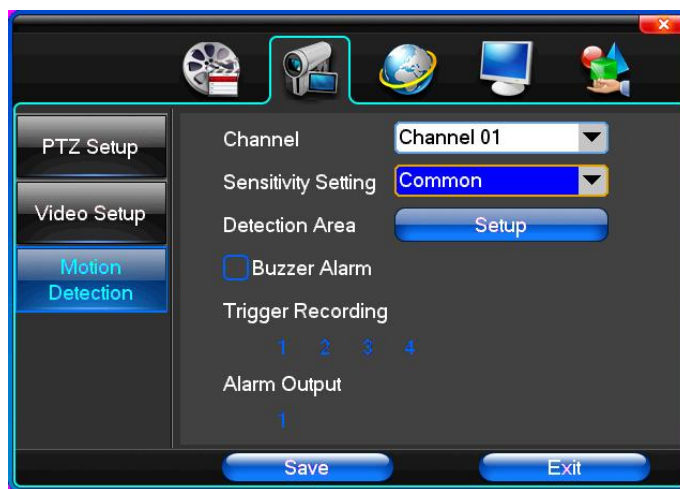 PTZ Setup
Video Setup
Motion
Detection
Channel Channel 01
Sensitivity Setting Common
Detection Area Setup
Buzzer Alarm
Trigger Recording
1 2 3 4
Alarm Output
1
Save Exit